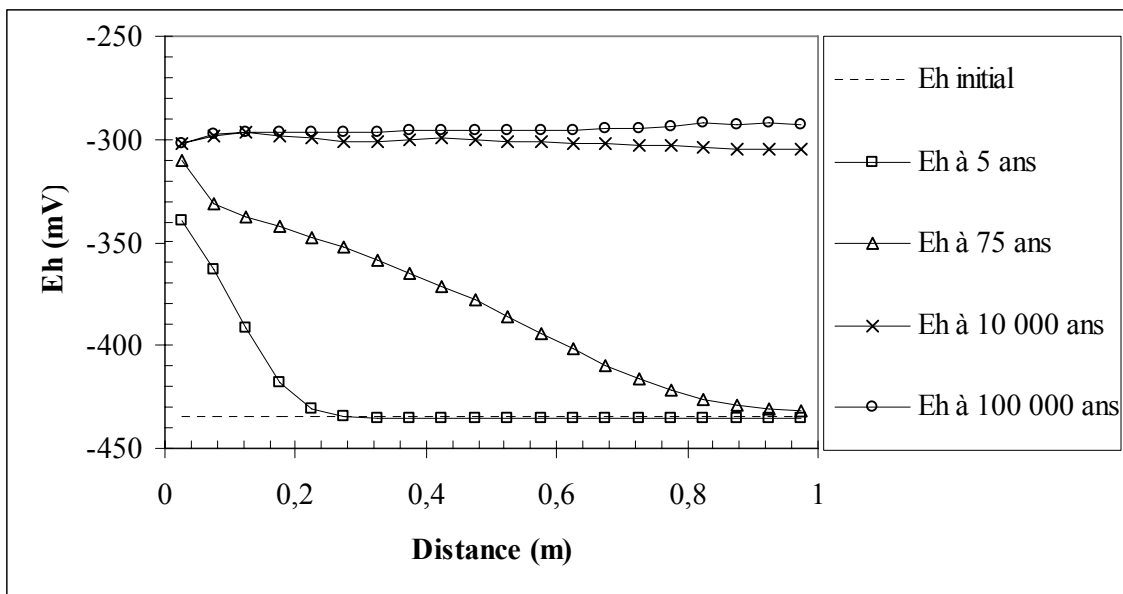 Eh (mV)
-250
-300
-350
-400
-450
0
0,2
0,4
0,6
0,8
1
Distance (m)
Eh initial
Eh à 5 ans
Eh à 75 ans
Eh à 10 000 ans
Eh à 100 000 ans